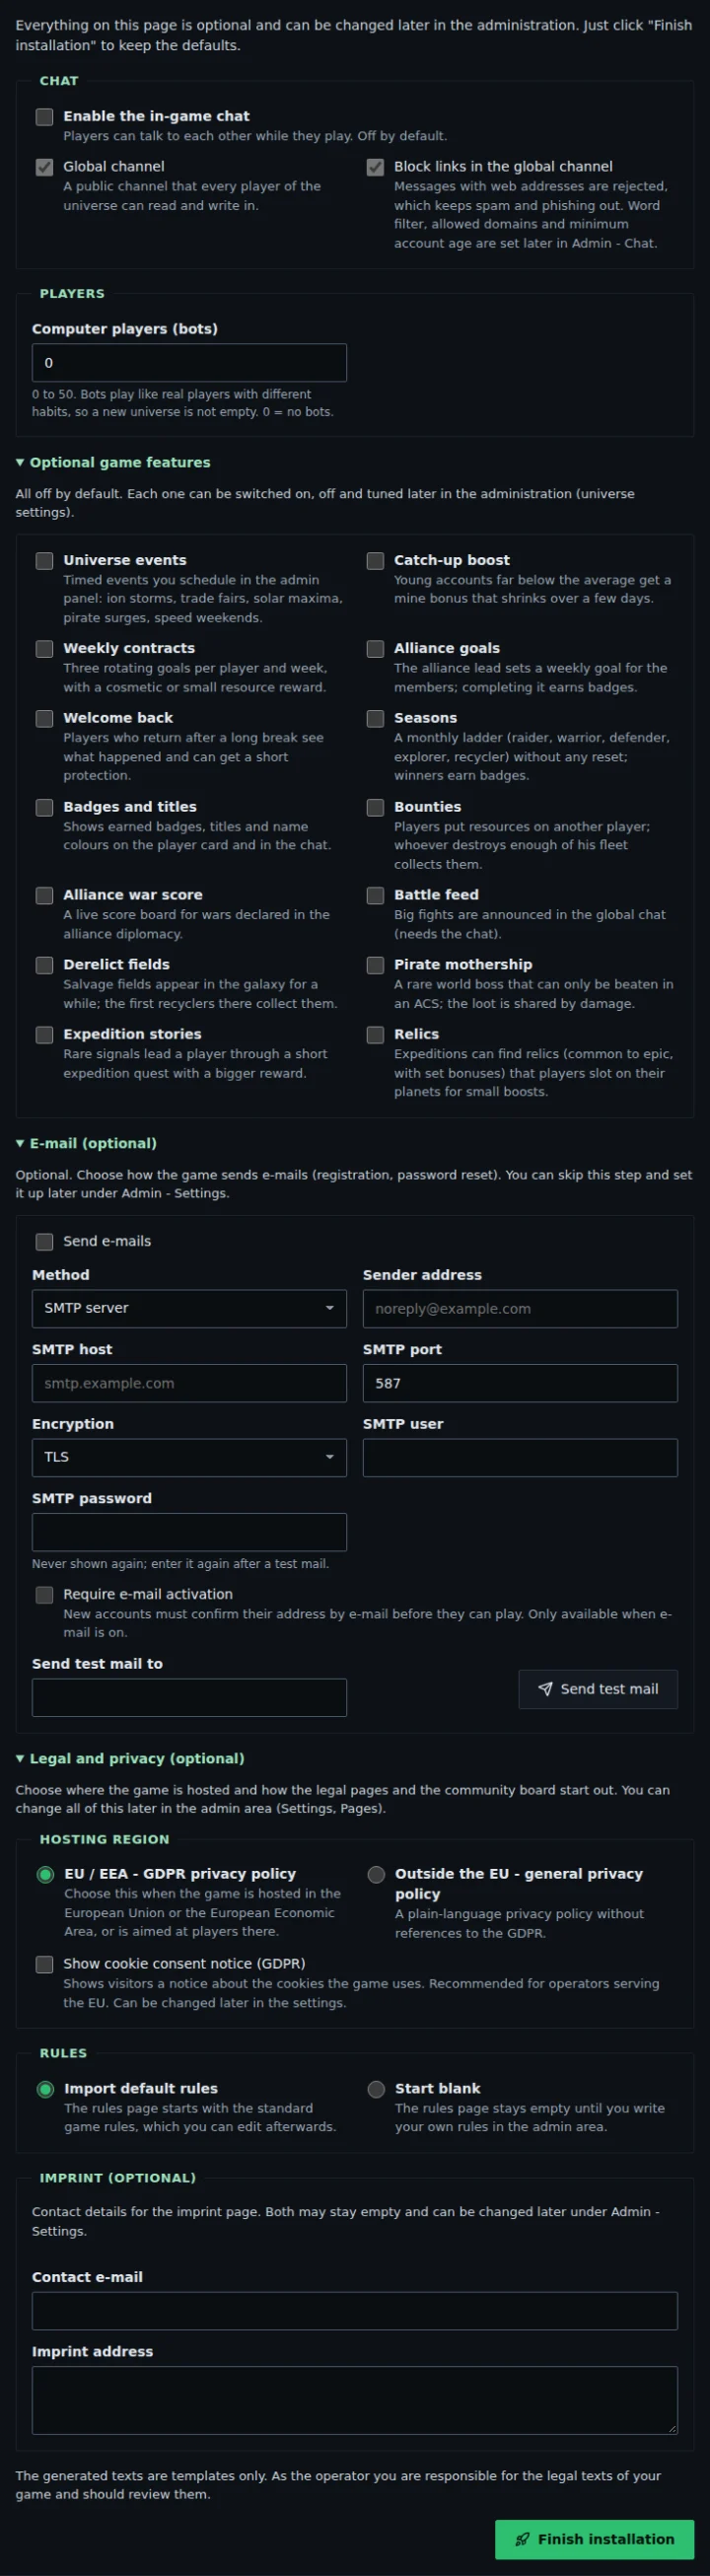 Everything on this page is optional and can be changed later in the administration. Just click "Finish
installation" to keep the defaults.
CHAT
Enable the in-game chat
Players can talk to each other while they play. Off by default.
Global channel
A public channel that every player of the
universe can read and write in.
Block links in the global channel
Messages with web addresses are rejected,
which keeps spam and phishing out. Word
filter, allowed domains and minimum
account age are set later in Admin - Chat.
PLAYERS
Computer players (bots)
0
0 to 50. Bots play like real players with different
habits, so a new universe is not empty. 0 = no bots.
Optional game features
All off by default. Each one can be switched on, off and tuned later in the administration (universe
settings).
Universe events
Timed events you schedule in the admin
panel: ion storms, trade fairs, solar maxima,
pirate surges, speed weekends.
Catch-up boost
Young accounts far below the average get a
mine bonus that shrinks over a few days.
Weekly contracts
Three rotating goals per player and week,
with a cosmetic or small resource reward.
Alliance goals
The alliance lead sets a weekly goal for the
members; completing it earns badges.
Welcome back
Players who return after a long break see
what happened and can get a short
protection.
Seasons
A monthly ladder (raider, warrior, defender,
explorer, recycler) without any reset;
winners earn badges.
Badges and titles
Shows earned badges, titles and name
colours on the player card and in the chat.
Bounties
Players put resources on another player;
whoever destroys enough of his fleet
collects them.
Alliance war score
A live score board for wars declared in the
alliance diplomacy.
Battle feed
Big fights are announced in the global chat
(needs the chat).
Derelict fields
Salvage fields appear in the galaxy for a
while; the first recyclers there collect them.
Pirate mothership
A rare world boss that can only be beaten in
an ACS; the loot is shared by damage.
Expedition stories
Rare signals lead a player through a short
expedition quest with a bigger reward.
Relics
Expeditions can find relics (common to epic,
with set bonuses) that players slot on their
planets for small boosts.
E-mail (optional)
Optional. Choose how the game sends e-mails (registration, password reset). You can skip this step and set
it up later under Admin - Settings.
Send e-mails
Method
SMTP server
Sender address
noreply@example.com
SMTP host
smtp.example.com
SMTP port
587
Encryption
TLS
SMTP user
SMTP password
Never shown again; enter it again after a test mail.
Require e-mail activation
New accounts must confirm their address by e-mail before they can play. Only available when e-
mail is on.
Send test mail to
Send test mail
Legal and privacy (optional)
Choose where the game is hosted and how the legal pages and the community board start out. You can
change all of this later in the admin area (Settings, Pages).
HOSTING REGION
EU / EEA - GDPR privacy policy
Choose this when the game is hosted in the
European Union or the European Economic
Area, or is aimed at players there.
Outside the EU - general privacy
policy
A plain-language privacy policy without
references to the GDPR.
Show cookie consent notice (GDPR)
Shows visitors a notice about the cookies the game uses. Recommended for operators serving
the EU. Can be changed later in the settings.
RULES
Import default rules
The rules page starts with the standard
game rules, which you can edit afterwards.
Start blank
The rules page stays empty until you write
your own rules in the admin area.
IMPRINT (OPTIONAL)
Contact details for the imprint page. Both may stay empty and can be changed later under Admin -
Settings.
Contact e-mail
Imprint address
The generated texts are templates only. As the operator you are responsible for the legal texts of your
game and should review them.
Finish installation